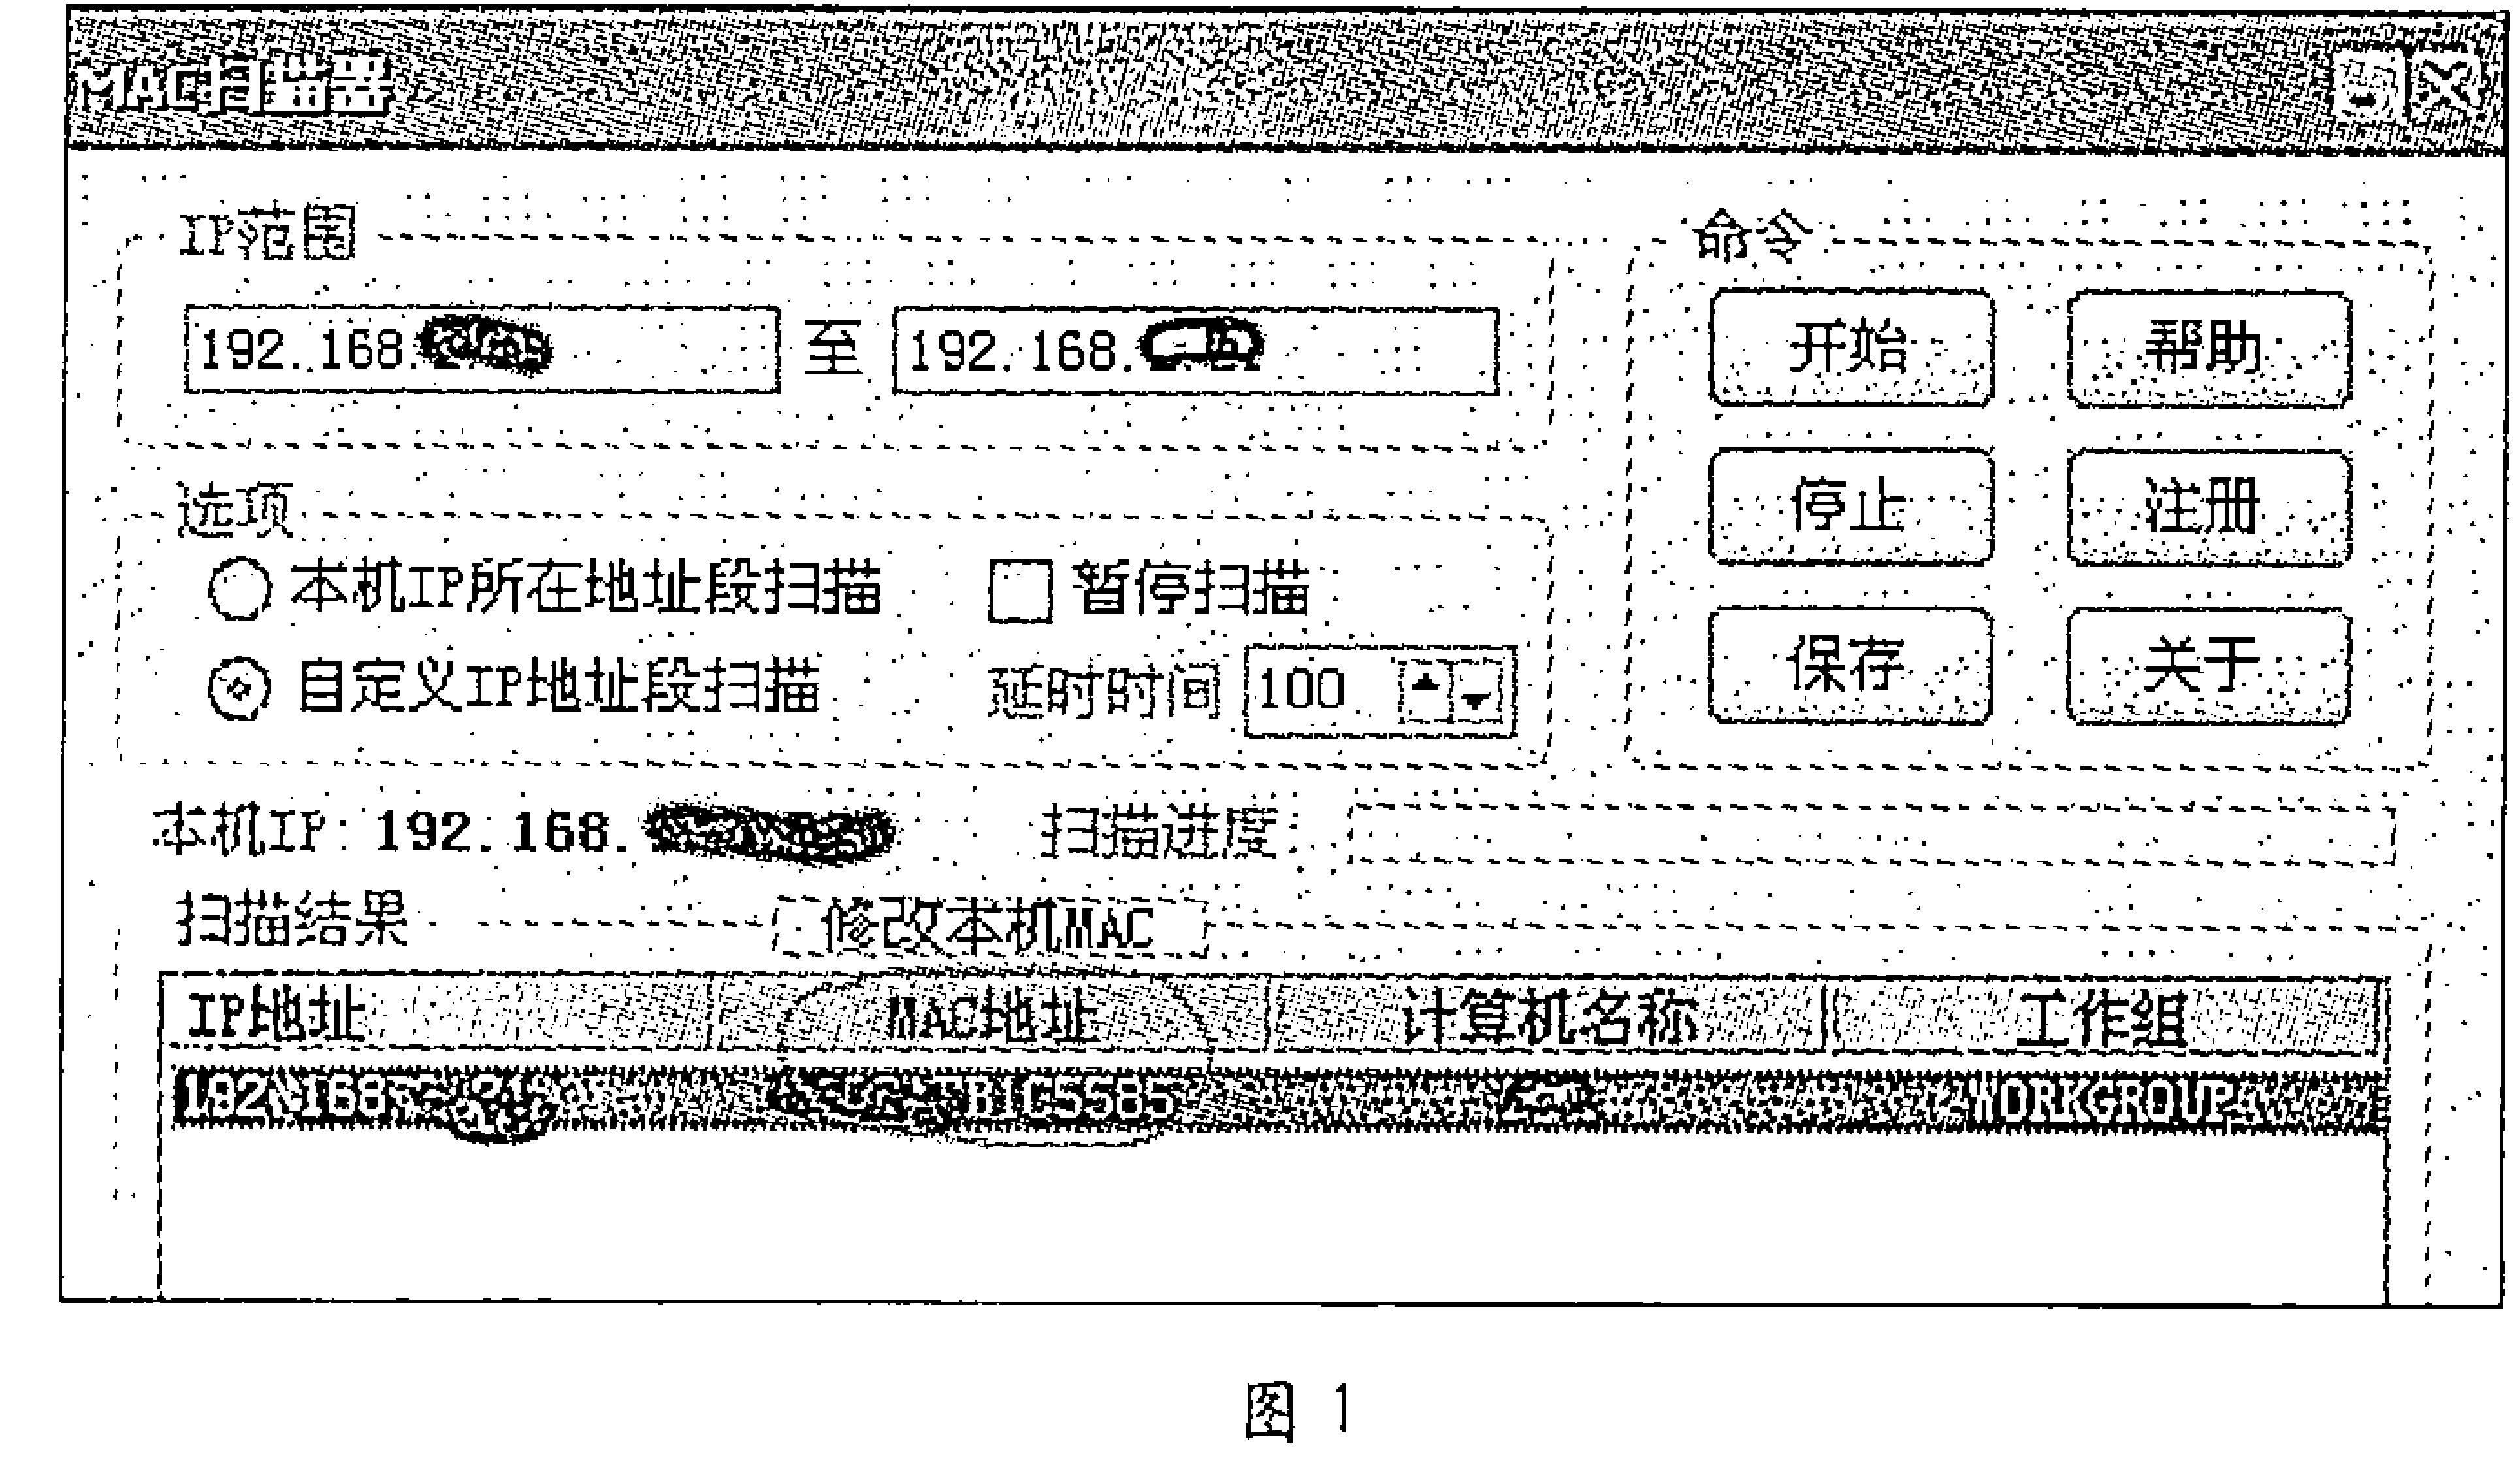 MAC扫描器
IP范围
192.168.
至
192.168.
选项
本机IP所在地址段扫描
暂停扫描
自定义IP地址段扫描
延时时间 100
命令
开始 帮助
停止 注册
保存 关于
本机IP: 192.168.
扫描进度:
扫描结果
修改本机MAC
IP地址 MAC地址 计算机名称 工作组
192.168. 1C5585 WORKGROUP
图 1